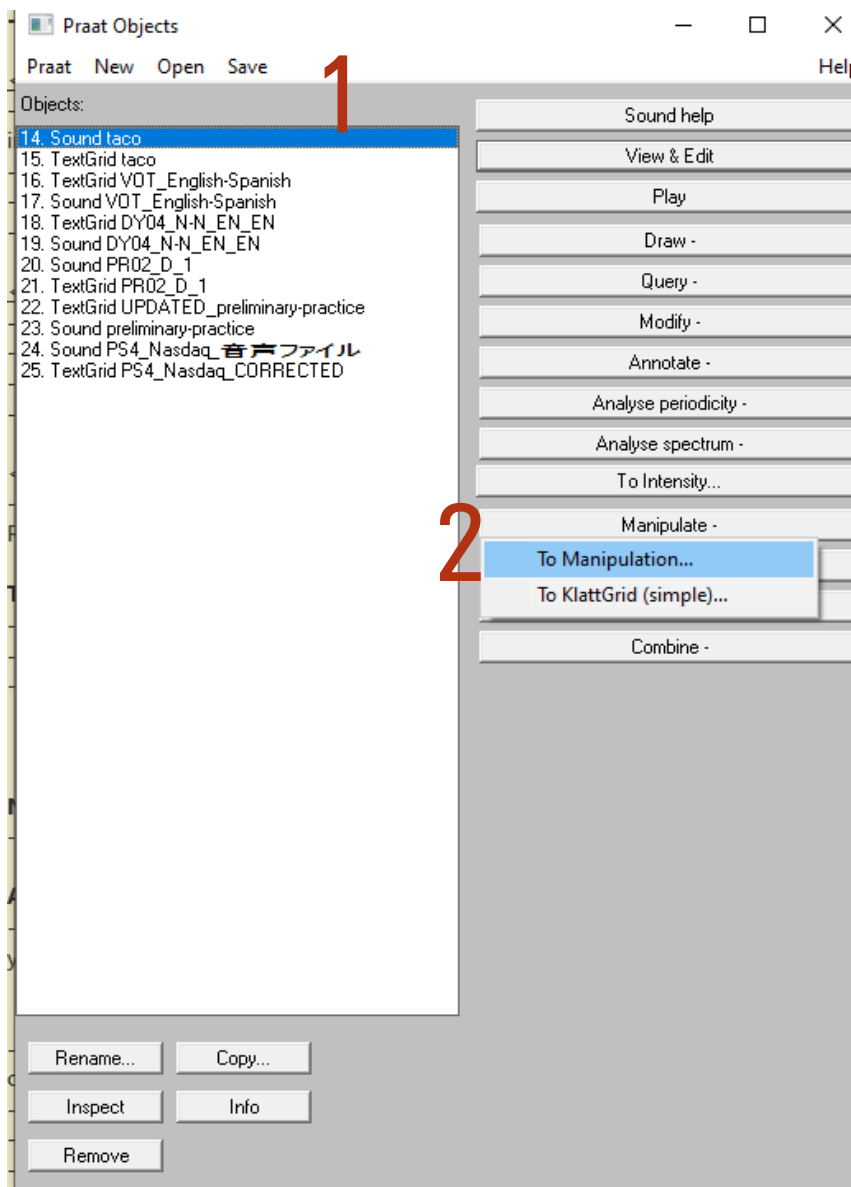 Praat Objects
Praat New Open Save Help
1
Objects:
14. Sound taco
15. TextGrid taco
16. TextGrid VOT_English-Spanish
17. Sound VOT_English-Spanish
18. TextGrid DY04_N-N_EN_EN
19. Sound DY04_N-N_EN_EN
20. Sound PR02_D_1
21. TextGrid PR02_D_1
22. TextGrid UPDATED_preliminary-practice
23. Sound preliminary-practice
24. Sound PS4_Nasdaq_音声ファイル
25. TextGrid PS4_Nasdaq_CORRECTED
Sound help
View & Edit
Play
Draw -
Query -
Modify -
Annotate -
Analyse periodicity -
Analyse spectrum -
To Intensity...
2
Manipulate -
To Manipulation...
To KlattGrid (simple)...
Combine -
Rename... Copy...
Inspect Info
Remove